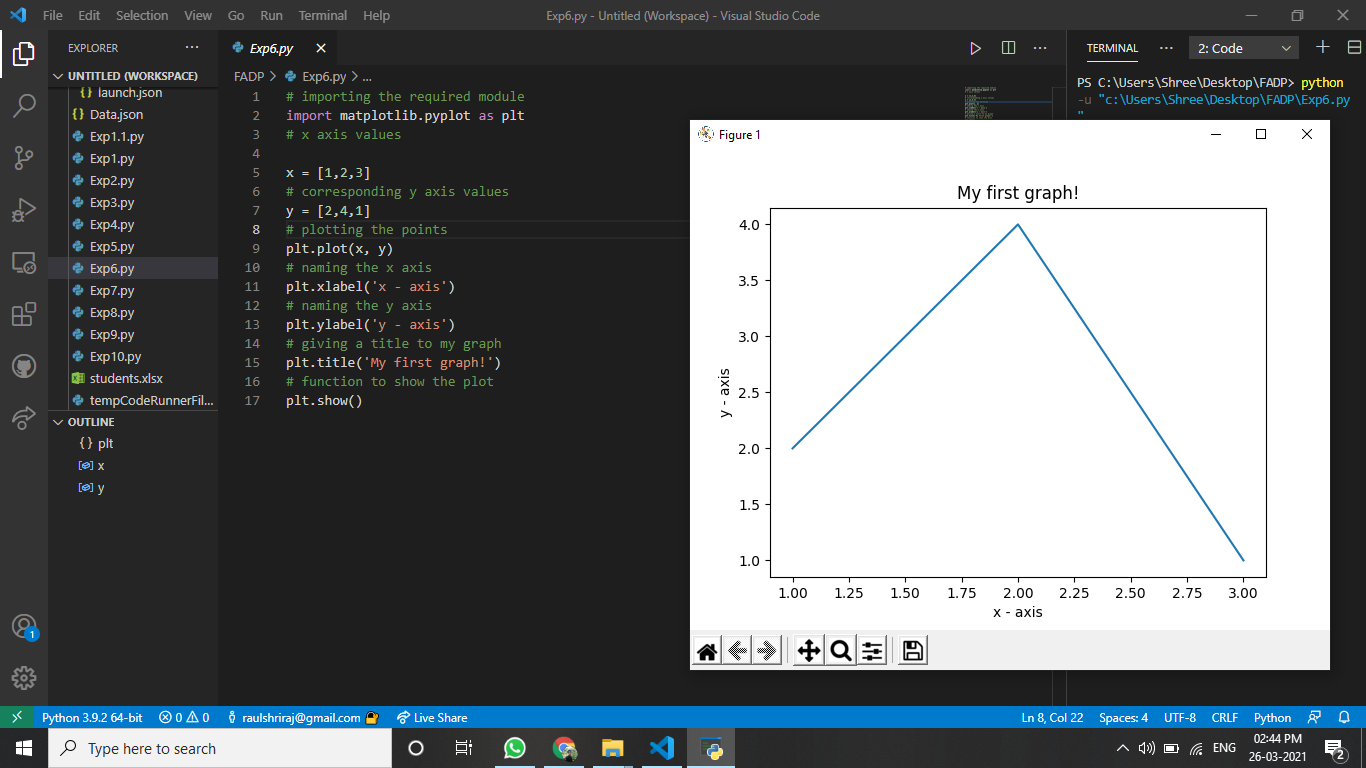 File Edit Selection View Go Run Terminal Help
Exp6.py - Untitled (Workspace) - Visual Studio Code
EXPLORER
UNTITLED (WORKSPACE)
launch.json
Data.json
Exp1.1.py
Exp1.py
Exp2.py
Exp3.py
Exp4.py
Exp5.py
Exp6.py
Exp7.py
Exp8.py
Exp9.py
Exp10.py
students.xlsx
tempCodeRunnerFil...
OUTLINE
plt
x
y
Exp6.py
FADP > Exp6.py > ...
1 # importing the required module
2 import matplotlib.pyplot as plt
3 # x axis values
4
5 x = [1,2,3]
6 # corresponding y axis values
7 y = [2,4,1]
8 # plotting the points
9 plt.plot(x, y)
10 # naming the x axis
11 plt.xlabel('x - axis')
12 # naming the y axis
13 plt.ylabel('y - axis')
14 # giving a title to my graph
15 plt.title('My first graph!')
16 # function to show the plot
17 plt.show()
TERMINAL
2: Code
PS C:\Users\Shree\Desktop\FADP> python
-u "c:\Users\Shree\Desktop\FADP\Exp6.py
"
Figure 1
My first graph!
4.0
3.5
3.0
2.5
2.0
1.5
1.0
y - axis
1.00 1.25 1.50 1.75 2.00 2.25 2.50 2.75 3.00
x - axis
1
Python 3.9.2 64-bit
0 0
raulshriraj@gmail.com
Live Share
Ln 8, Col 22
Spaces: 4
UTF-8
CRLF
Python
Type here to search
ENG
02:44 PM
26-03-2021
2